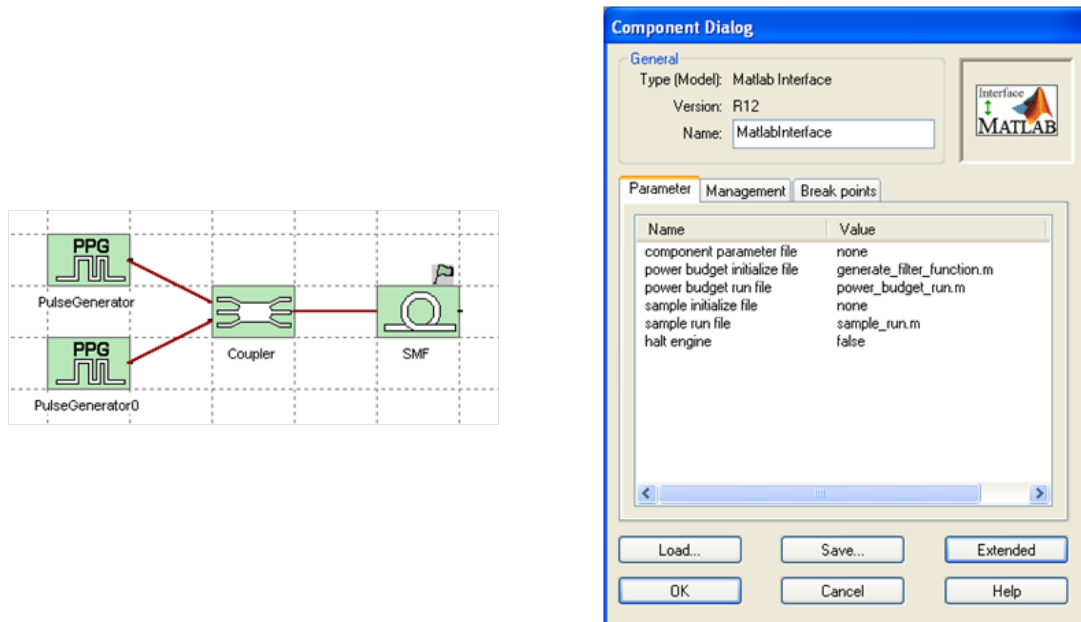 PPG
PulseGenerator
PPG
PulseGenerator0
Coupler
SMF
Component Dialog
General
Type (Model): Matlab Interface
Version: R12
Name: MatlabInterface
Interface
MATLAB
Parameter Management Break points
Name Value
component parameter file none
power budget initialize file generate_filter_function.m
power budget run file power_budget_run.m
sample initialize file none
sample run file sample_run.m
halt engine false
Load... Save... Extended
OK Cancel Help